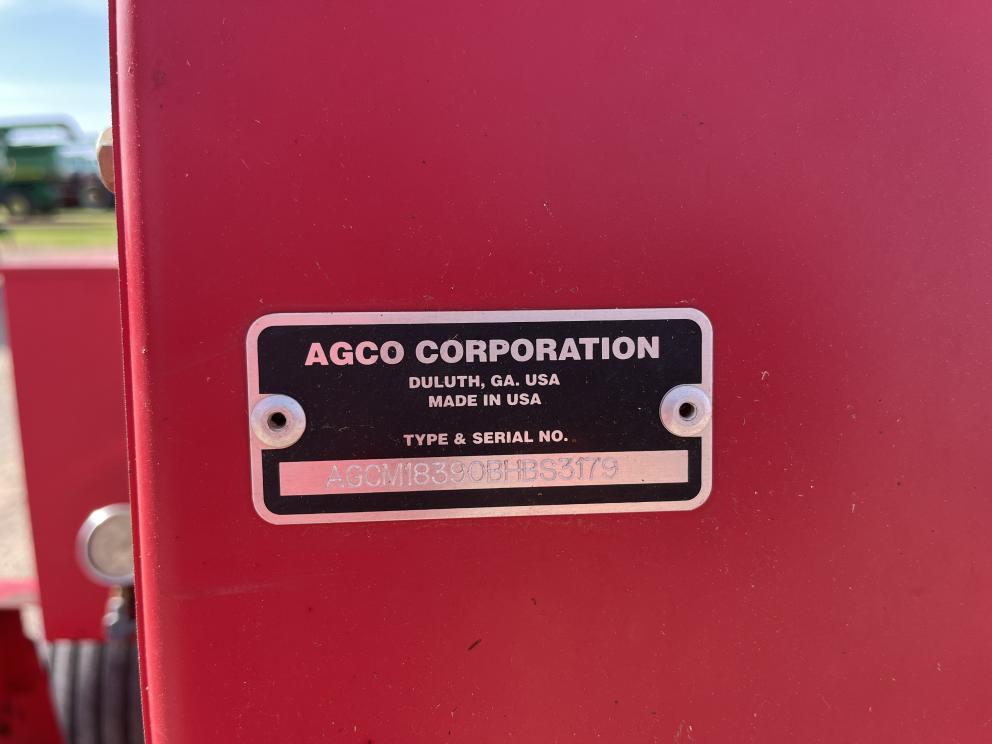 AGCO CORPORATION
DULUTH, GA. USA
MADE IN USA
TYPE & SERIAL NO.
AGCM18390BHBS3179